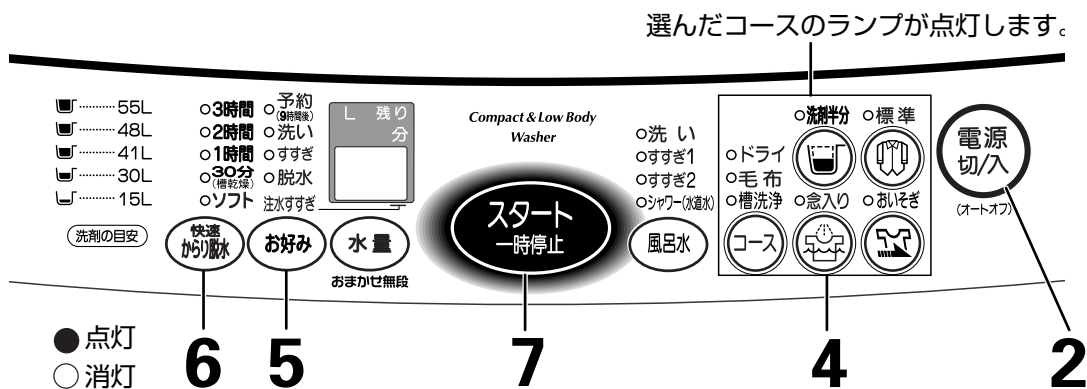 選んだコースのランプが点灯します。
55L
48L
41L
30L
15L
洗剤の目安
3時間
2時間
1時間
30分
(槽乾燥)
ソフト
快速
からり脱水
予約
(9時間後)
洗い
すすぎ
脱水
注水すすぎ
お好み
L 残り
分
水量
おまかせ無段
Compact & Low Body
Washer
スタート
一時停止
洗い
すすぎ1
すすぎ2
シャワー(水道水)
風呂水
ドライ
毛布
槽洗浄
コース
洗剤半分
標準
念入り
おいそぎ
電源
切/入
(オートオフ)
点灯
消灯
6
5
7
4
2